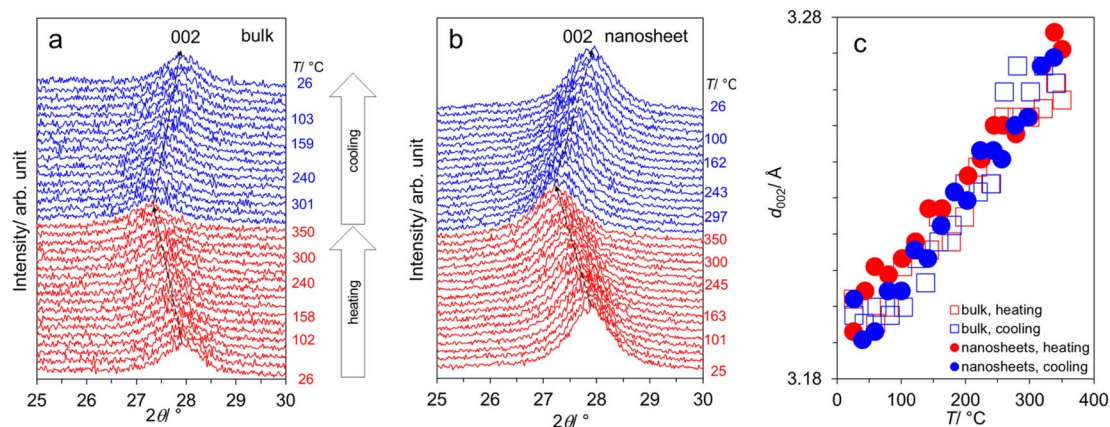 a
002
bulk
T/ °C
26
103
159
240
301
350
300
240
158
102
26
cooling
heating
Intensity/ arb. unit
25 26 27 28 29 30
2θ/ °
b
002 nanosheet
T/ °C
26
100
162
243
297
350
300
245
163
101
25
Intensity/ arb. unit
25 26 27 28 29 30
2θ/ °
c
3.28
d002/ Å
3.18
bulk, heating
bulk, cooling
nanosheets, heating
nanosheets, cooling
0 100 200 300 400
T/ °C